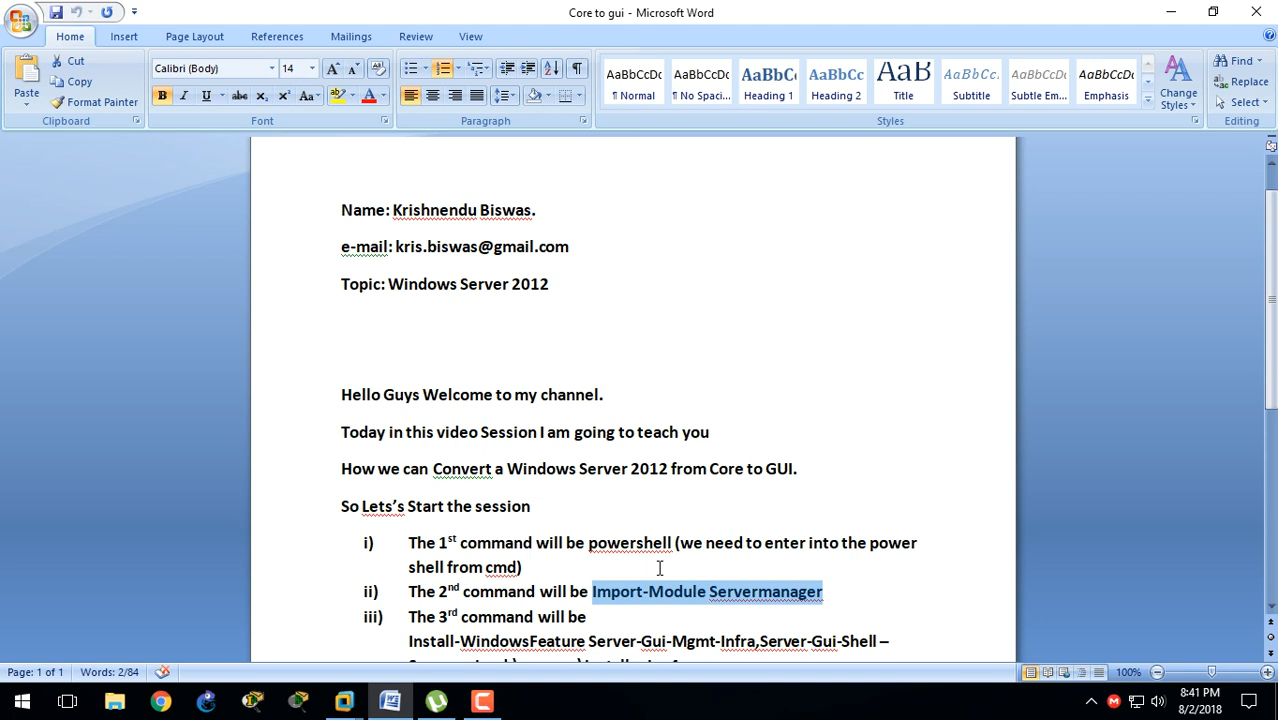 Core to gui - Microsoft Word
Home Insert Page Layout References Mailings Review View
Paste
Cut
Copy
Format Painter
Clipboard
Calibri (Body) 14
Font
Paragraph
AaBbCcDc AaBbCcDc AaBbCc AaBbCc AaB AaBbCc. AaBbCcDc AaBbCcDc
¶ Normal ¶ No Spaci... Heading 1 Heading 2 Title Subtitle Subtle Em... Emphasis
Change Styles
Styles
Find
Replace
Select
Editing
Name: Krishnendu Biswas.
e-mail: kris.biswas@gmail.com
Topic: Windows Server 2012
Hello Guys Welcome to my channel.
Today in this video Session I am going to teach you
How we can Convert a Windows Server 2012 from Core to GUI.
So Lets’s Start the session
i) The 1st command will be powershell (we need to enter into the power
shell from cmd)
ii) The 2nd command will be Import-Module Servermanager
iii) The 3rd command will be
Install-WindowsFeature Server-Gui-Mgmt-Infra,Server-Gui-Shell –
Page: 1 of 1 Words: 2/84 100%
8:41 PM
8/2/2018